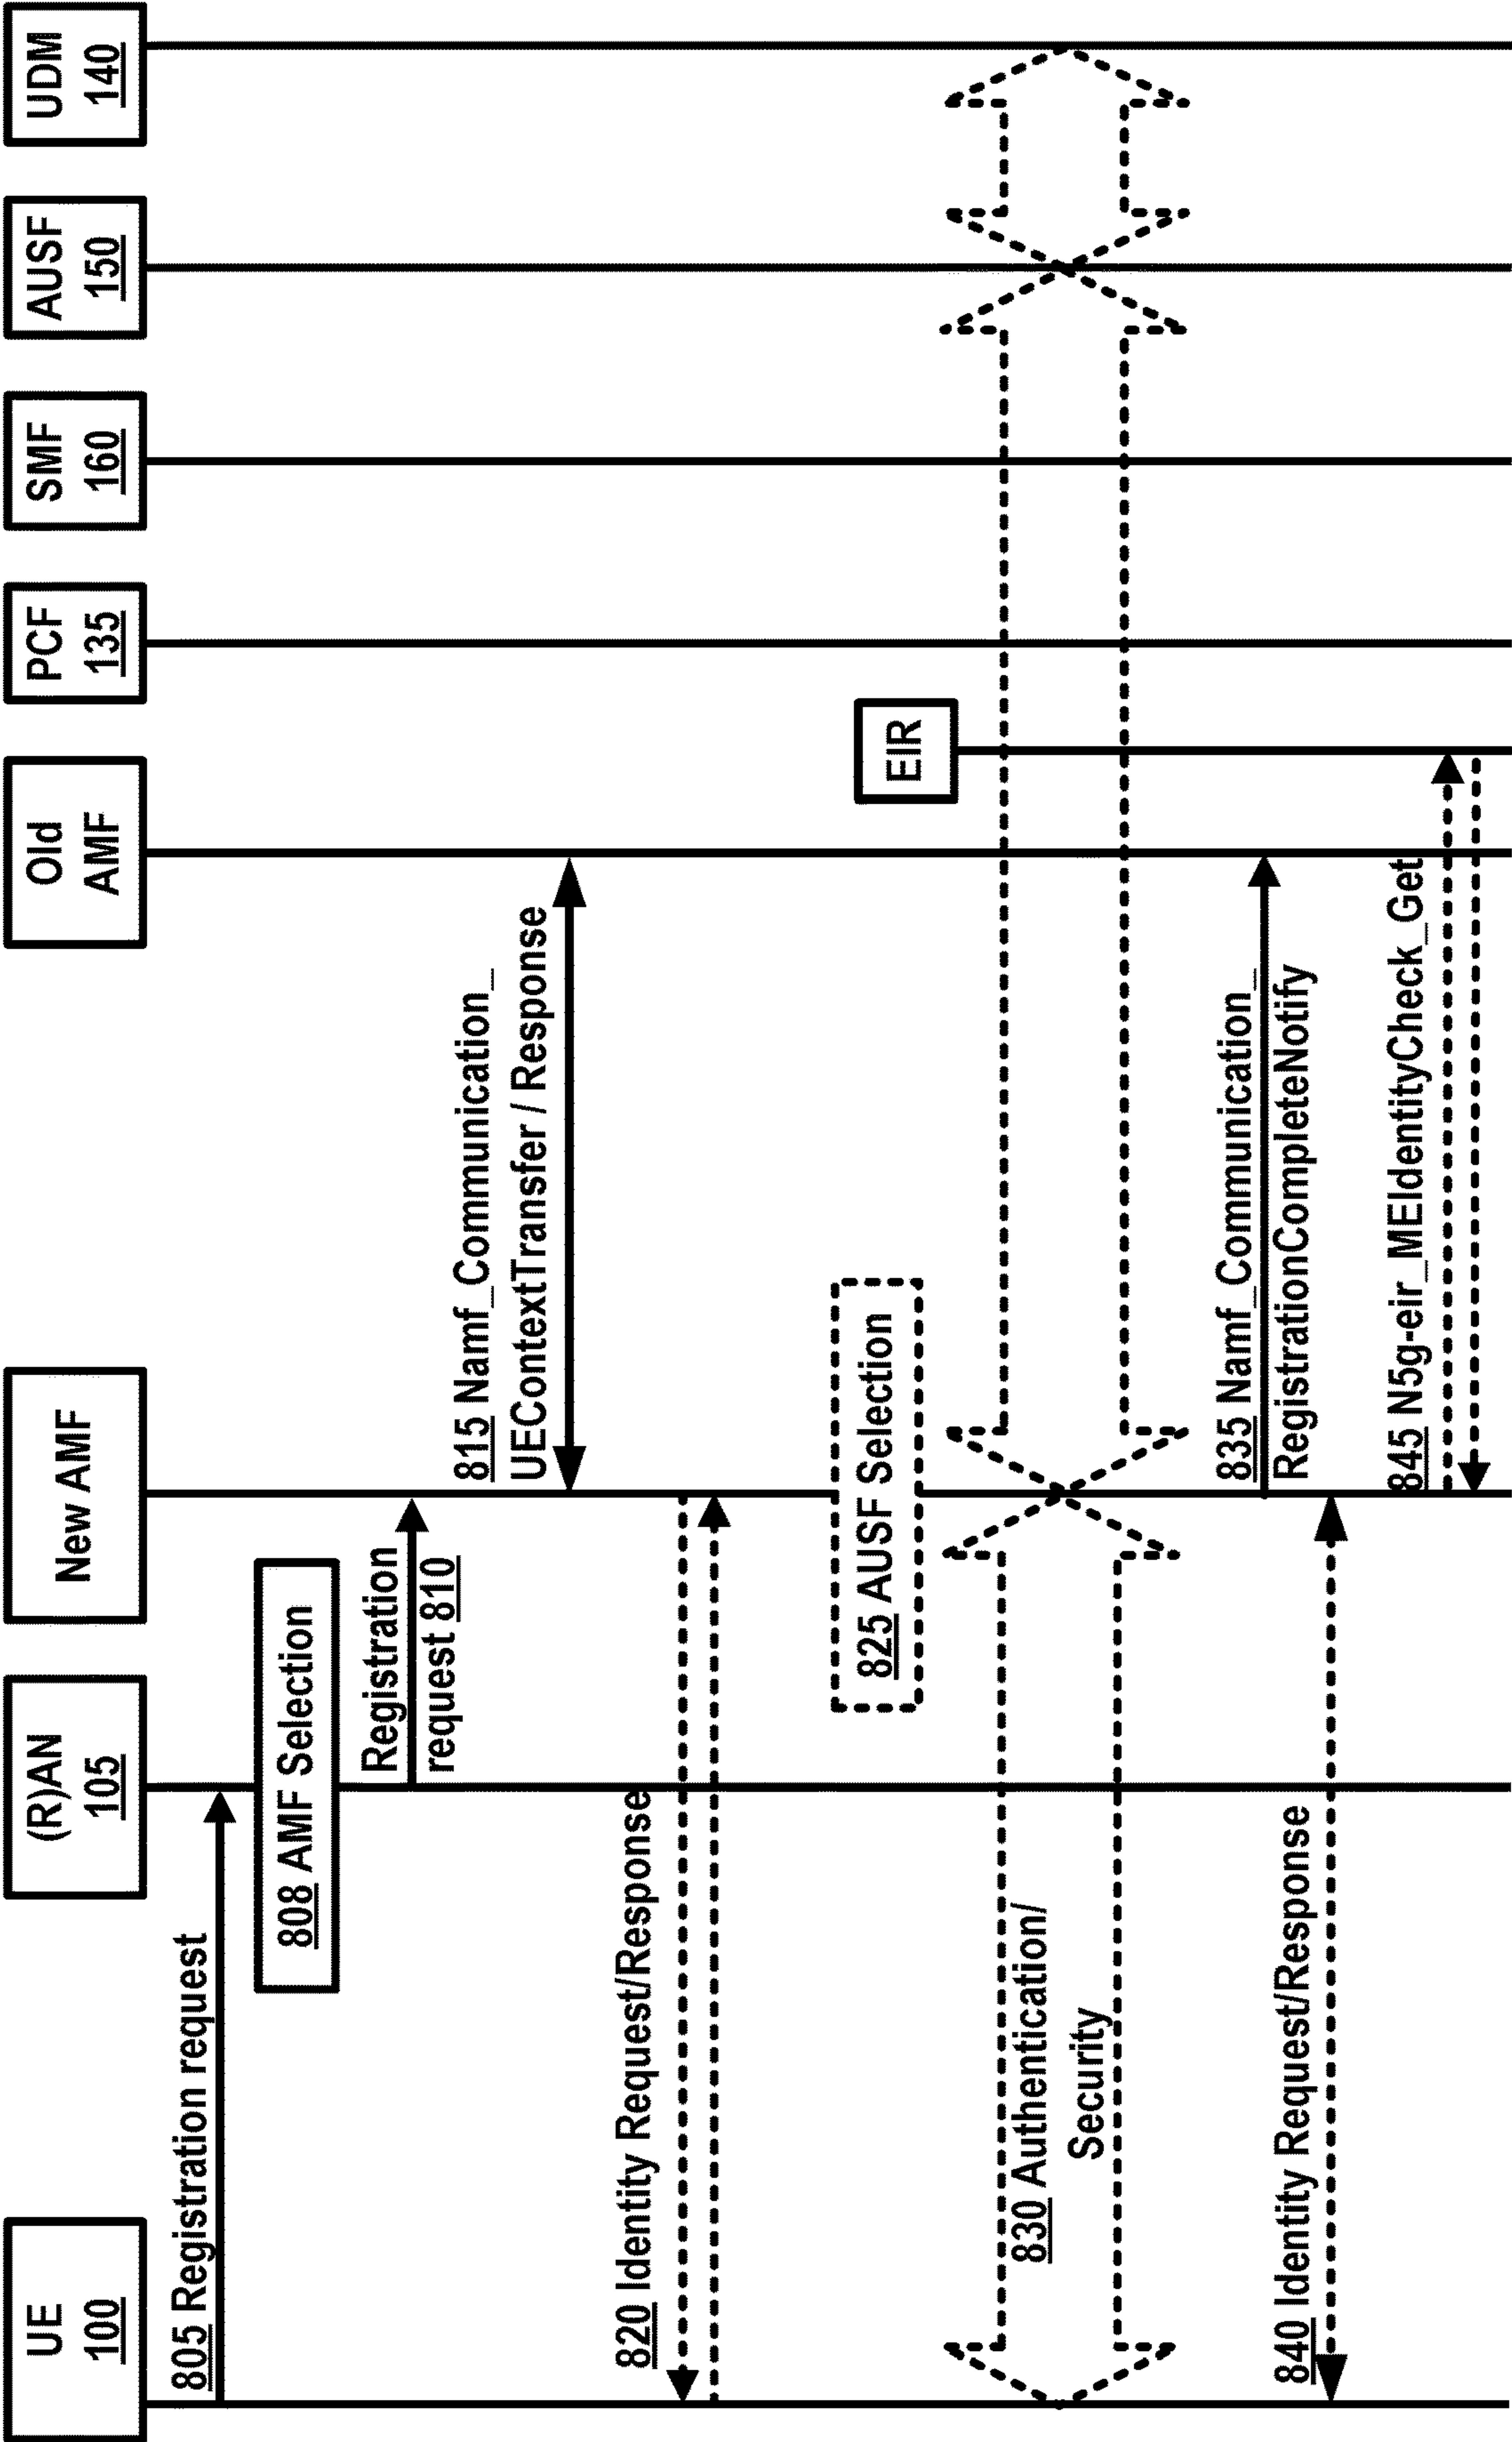 UE
100
(R)AN
105
New AMF
Old
AMF
PCF
135
SMF
160
AUSF
150
UDM
140
805 Registration request
808 AMF Selection
Registration
request 810
815 Namf_Communication_
UEContextTransfer / Response
820 Identity Request/Response
825 AUSF Selection
EIR
830 Authentication/
Security
835 Namf_Communication_
RegistrationCompleteNotify
840 Identity Request/Response
845 N5g-eir_MEIdentityCheck_Get